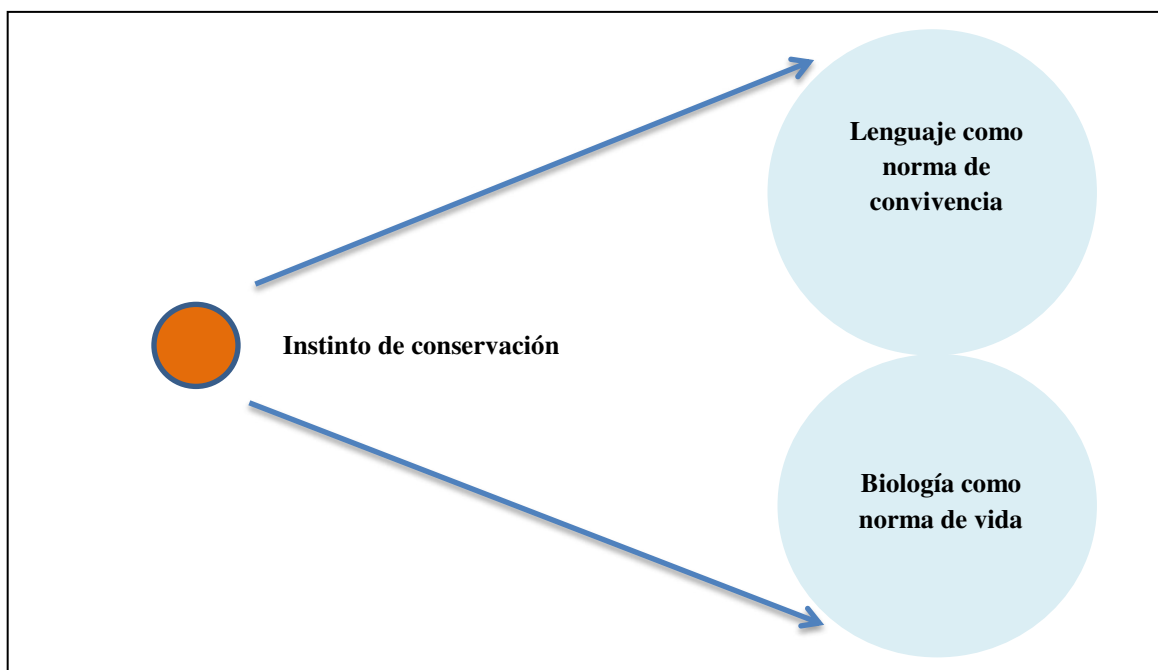 Lenguaje como
norma de
convivencia
Instinto de conservación
Biología como
norma de vida